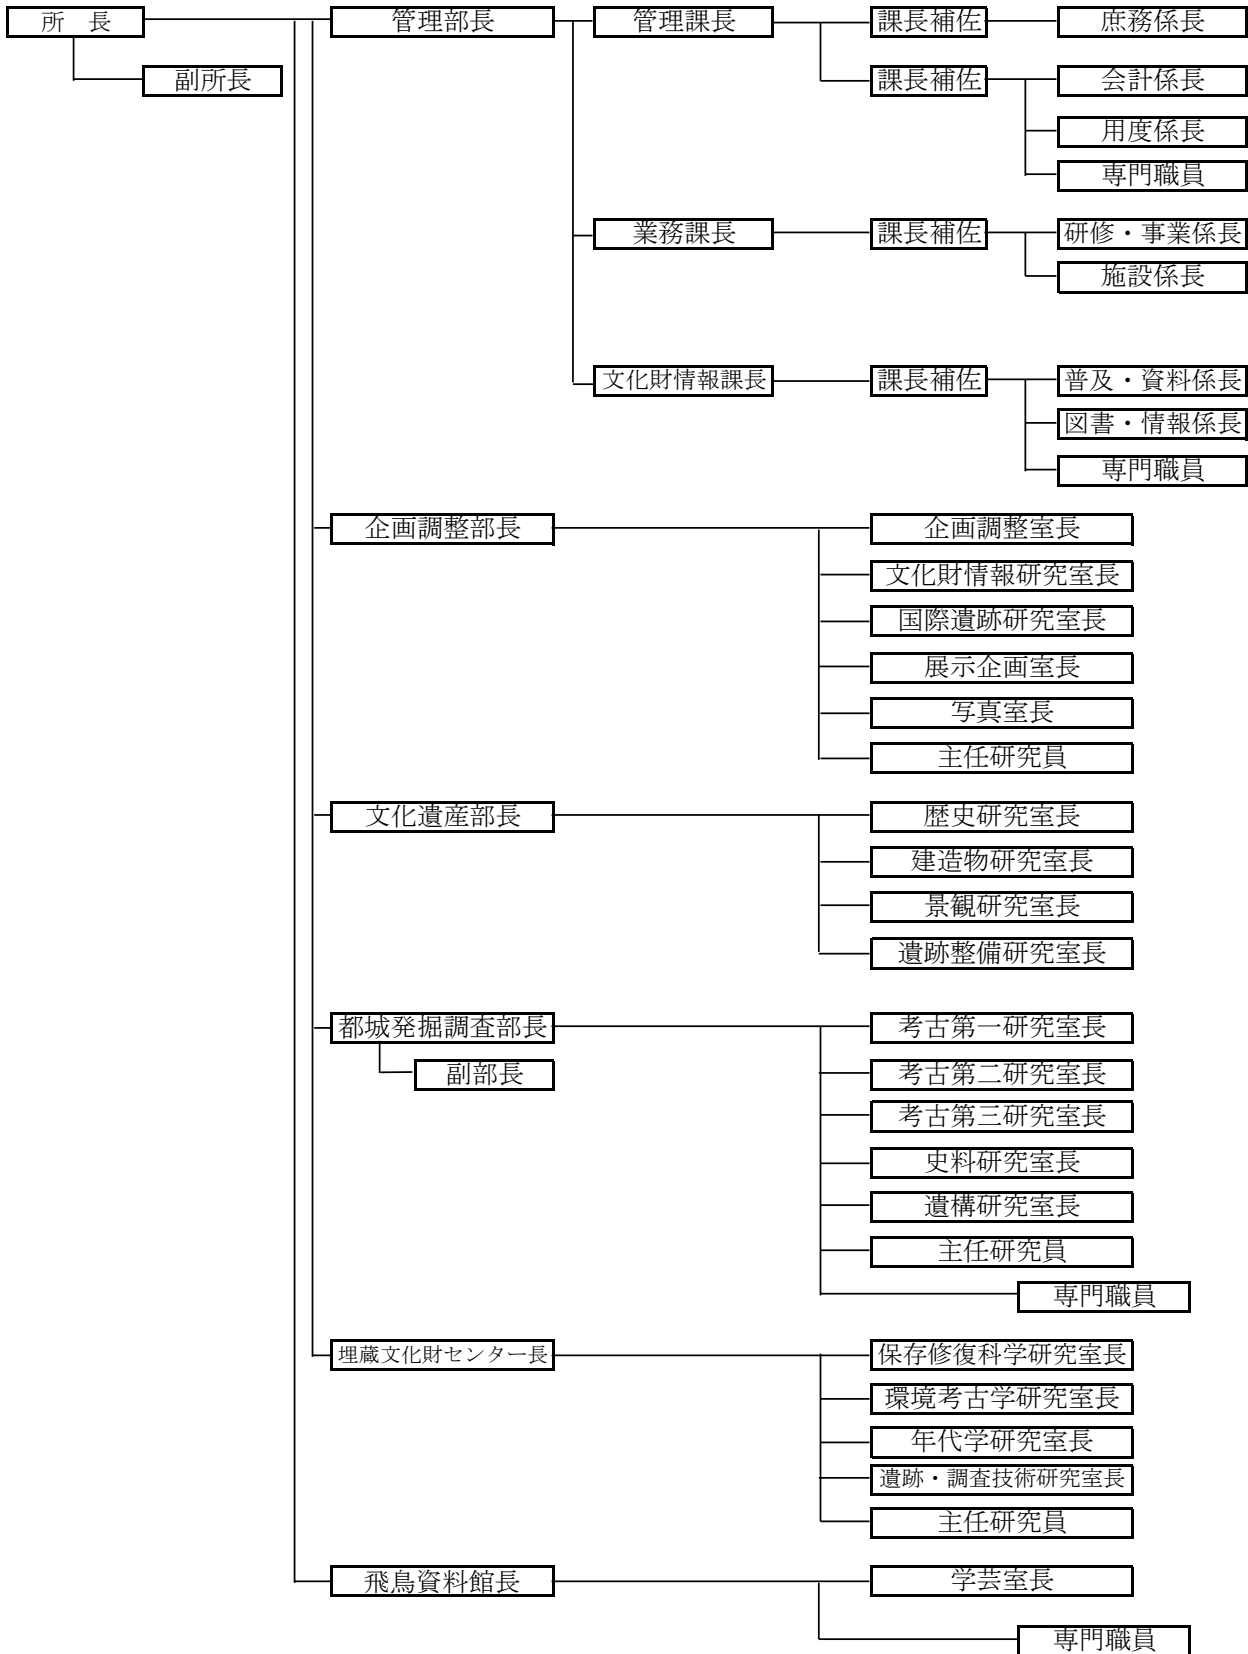 所　長
管理部長
管理課長
課長補佐
庶務係長
副所長
課長補佐
会計係長
用度係長
専門職員
業務課長
課長補佐
研修・事業係長
施設係長
文化財情報課長
課長補佐
普及・資料係長
図書・情報係長
専門職員
企画調整部長
企画調整室長
文化財情報研究室長
国際遺跡研究室長
展示企画室長
写真室長
主任研究員
文化遺産部長
歴史研究室長
建造物研究室長
景観研究室長
遺跡整備研究室長
都城発掘調査部長
考古第一研究室長
副部長
考古第二研究室長
考古第三研究室長
史料研究室長
遺構研究室長
主任研究員
専門職員
埋蔵文化財センター長
保存修復科学研究室長
環境考古学研究室長
年代学研究室長
遺跡・調査技術研究室長
主任研究員
飛鳥資料館長
学芸室長
専門職員